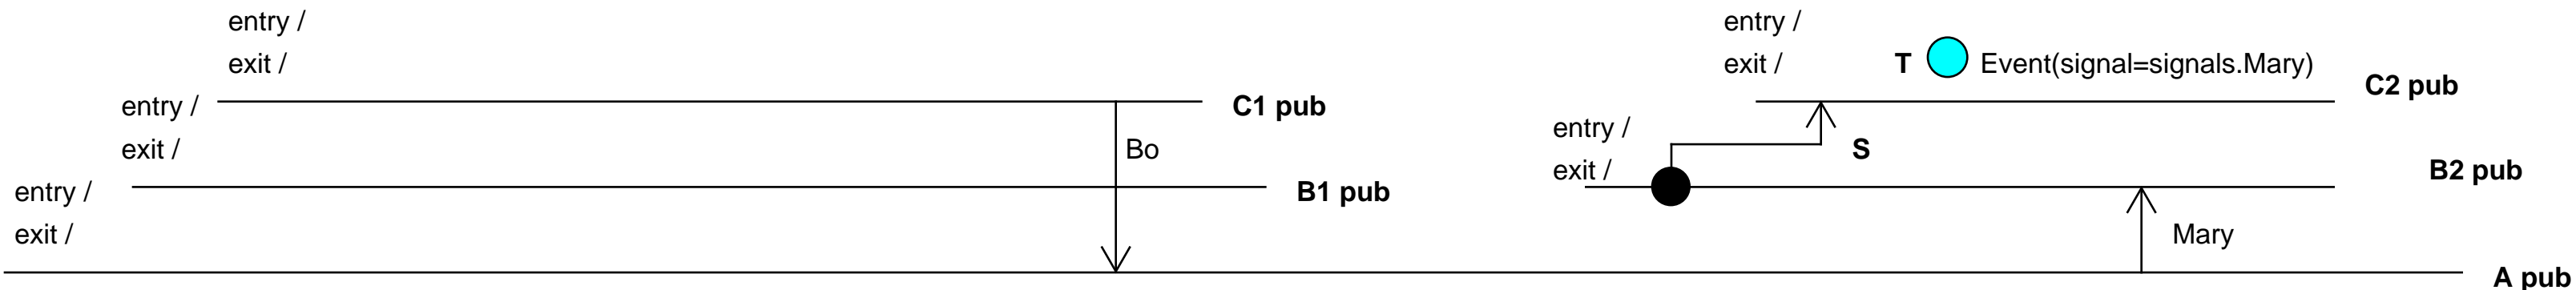 entry /
exit /
entry /
exit /
C1 pub
Bo
entry /
exit /
B1 pub
entry /
exit /
T
Event(signal=signals.Mary)
C2 pub
entry /
exit /
S
B2 pub
Mary
A pub